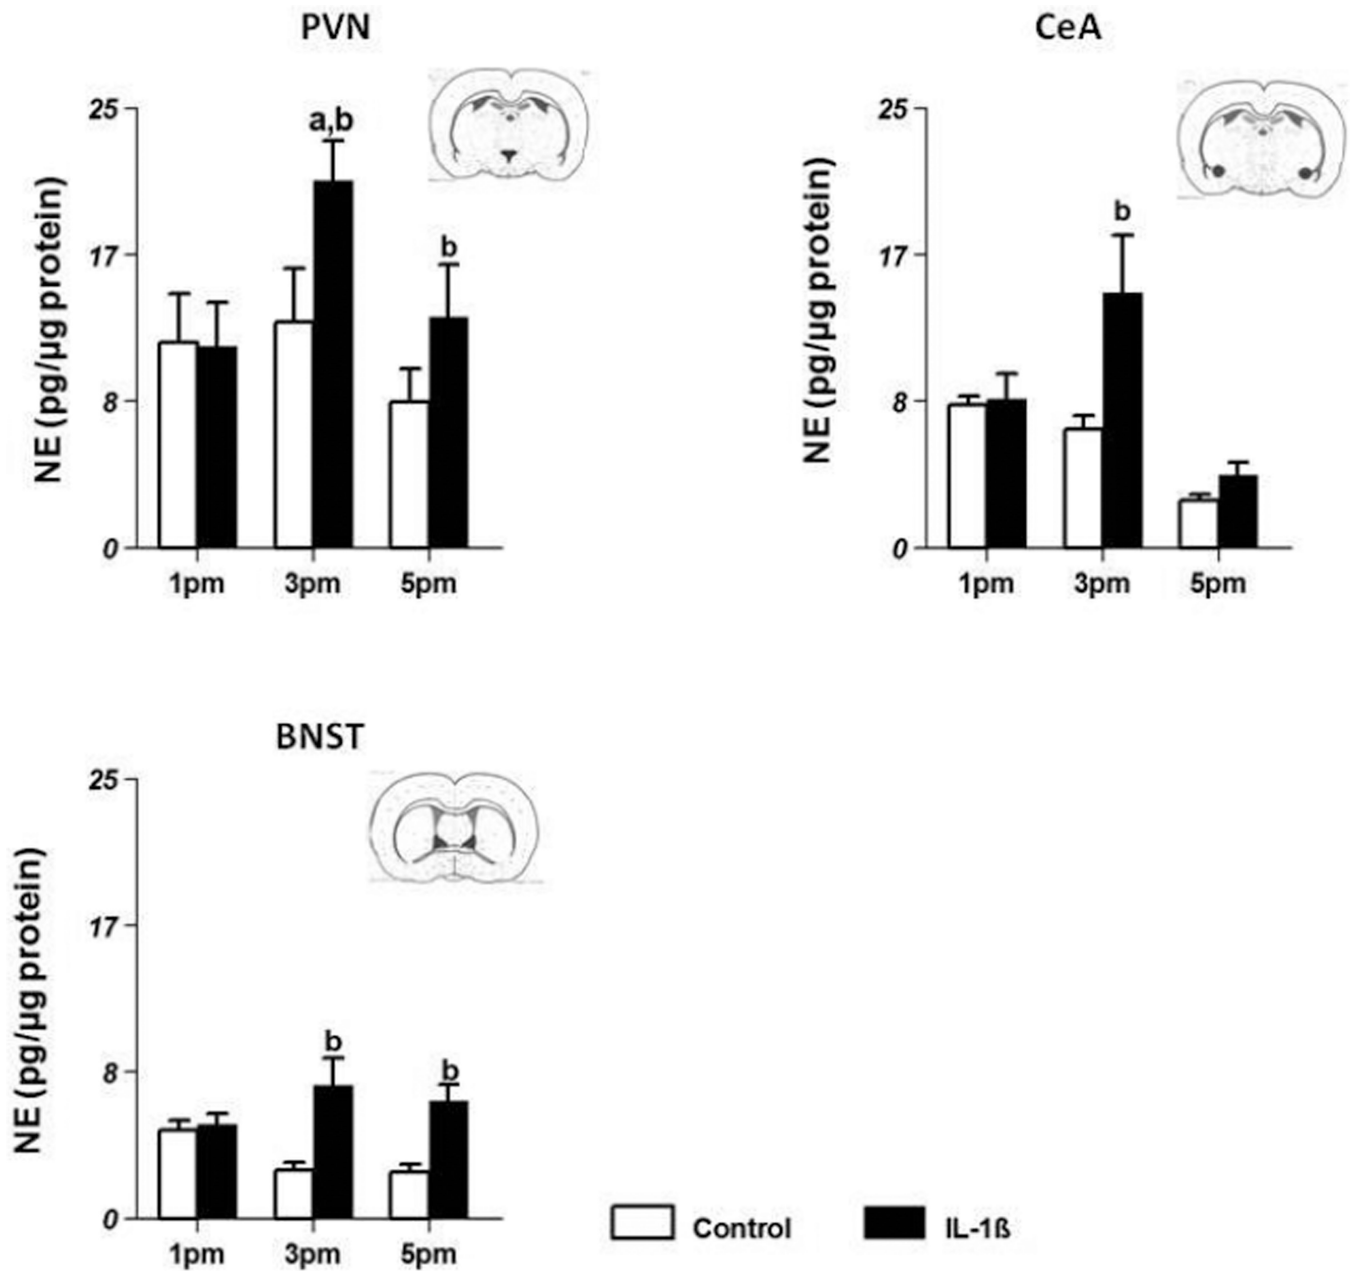 PVN
25
17
8
0
NE (pg/µg protein)
a,b
b
1pm 3pm 5pm
CeA
25
17
8
0
NE (pg/µg protein)
b
1pm 3pm 5pm
BNST
25
17
8
0
NE (pg/µg protein)
b
b
1pm 3pm 5pm
Control IL-1ß